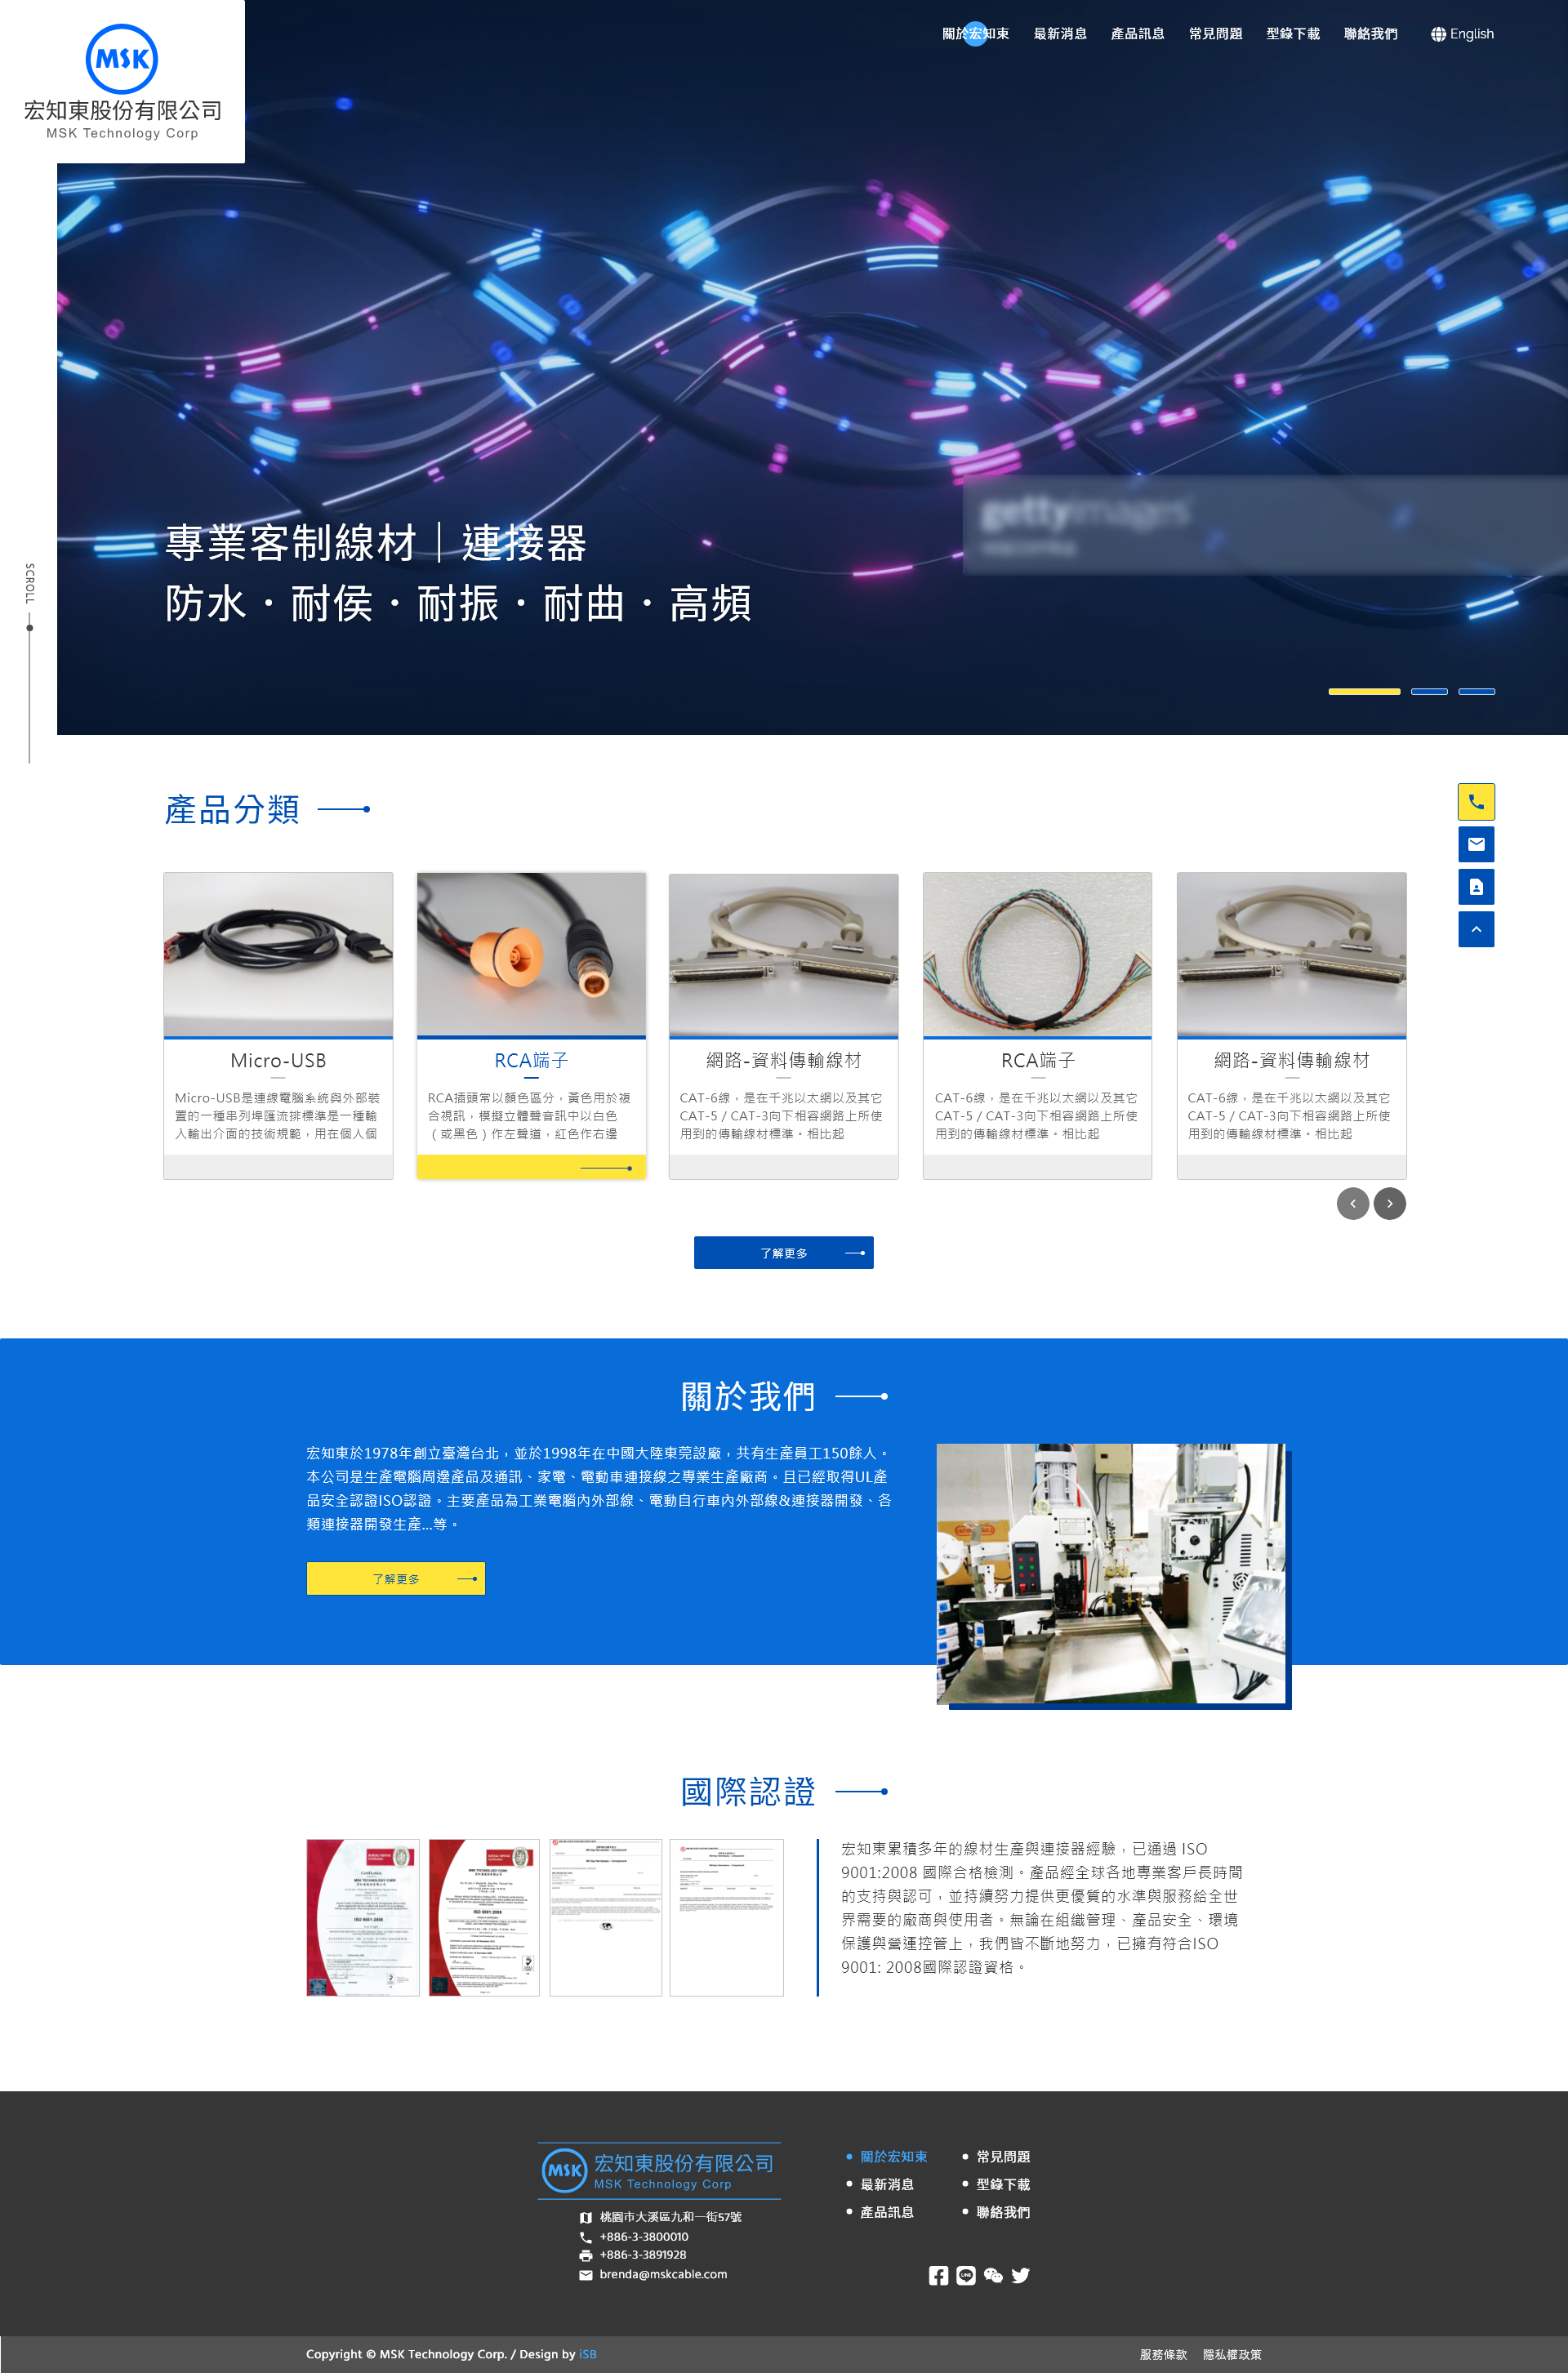 MSK
宏知東股份有限公司
MSK Technology Corp
關於宏知東 最新消息 產品訊息 常見問題 型錄下載 聯絡我們 English
gettyimages
專業客制線材｜連接器
防水・耐侯・耐振・耐曲・高頻
SCROLL
產品分類
Micro-USB
Micro-USB是連線電腦系統與外部裝
置的一種串列埠匯流排標準是一種輸
入輸出介面的技術規範，用在個人個
RCA端子
RCA插頭常以顏色區分，黃色用於複
合視訊，模擬立體聲音訊中以白色
（或黑色）作左聲道，紅色作右邊
網路-資料傳輸線材
CAT-6線，是在千兆以太網以及其它
CAT-5 / CAT-3向下相容網路上所使
用到的傳輸線材標準。相比起
RCA端子
CAT-6線，是在千兆以太網以及其它
CAT-5 / CAT-3向下相容網路上所使
用到的傳輸線材標準。相比起
網路-資料傳輸線材
CAT-6線，是在千兆以太網以及其它
CAT-5 / CAT-3向下相容網路上所使
用到的傳輸線材標準。相比起
了解更多
關於我們
宏知東於1978年創立臺灣台北，並於1998年在中國大陸東莞設廠，共有生產員工150餘人。
本公司是生產電腦周邊產品及通訊、家電、電動車連接線之專業生產廠商。且已經取得UL產
品安全認證ISO認證。主要產品為工業電腦內外部線、電動自行車內外部線&連接器開發、各
類連接器開發生產...等。
了解更多
國際認證
ISO 9001:2008
ISO 9001:2008
宏知東累積多年的線材生產與連接器經驗，已通過 ISO
9001:2008 國際合格檢測。產品經全球各地專業客戶長時間
的支持與認可，並持續努力提供更優質的水準與服務給全世
界需要的廠商與使用者。無論在組織管理、產品安全、環境
保護與營運控管上，我們皆不斷地努力，已擁有符合ISO
9001: 2008國際認證資格。
MSK
宏知東股份有限公司
MSK Technology Corp
桃園市大溪區九和一街57號
+886-3-3800010
+886-3-3891928
brenda@mskcable.com
關於宏知東
最新消息
產品訊息
常見問題
型錄下載
聯絡我們
LINE
Copyright © MSK Technology Corp. / Design by iSB
服務條款 隱私權政策